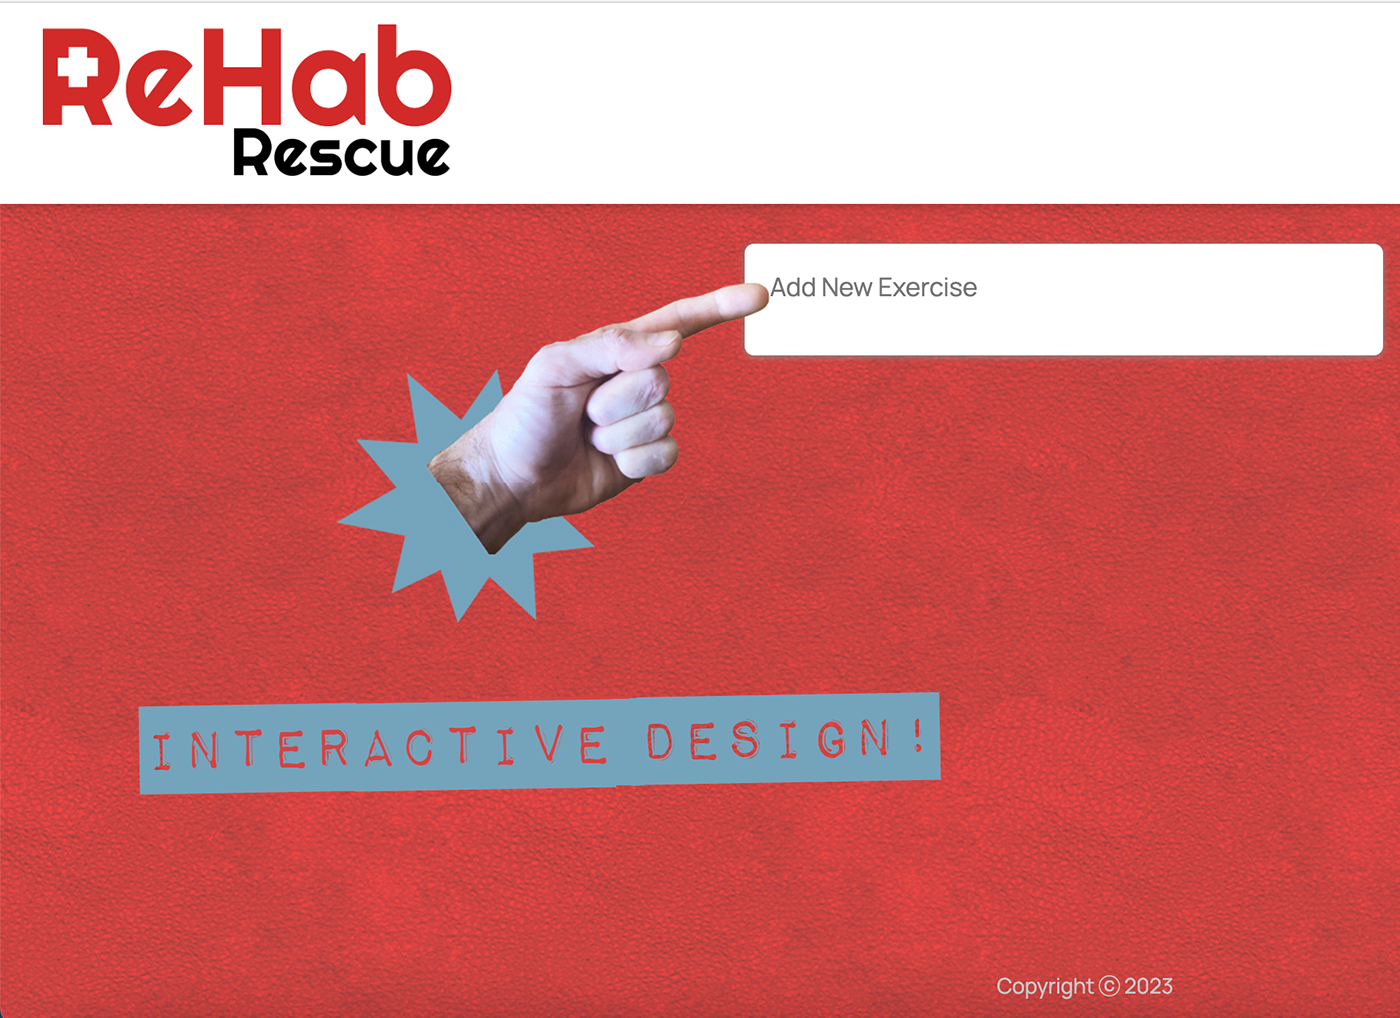 ReHab
Rescue
Add New Exercise
INTERACTIVE DESIGN!
Copyright © 2023